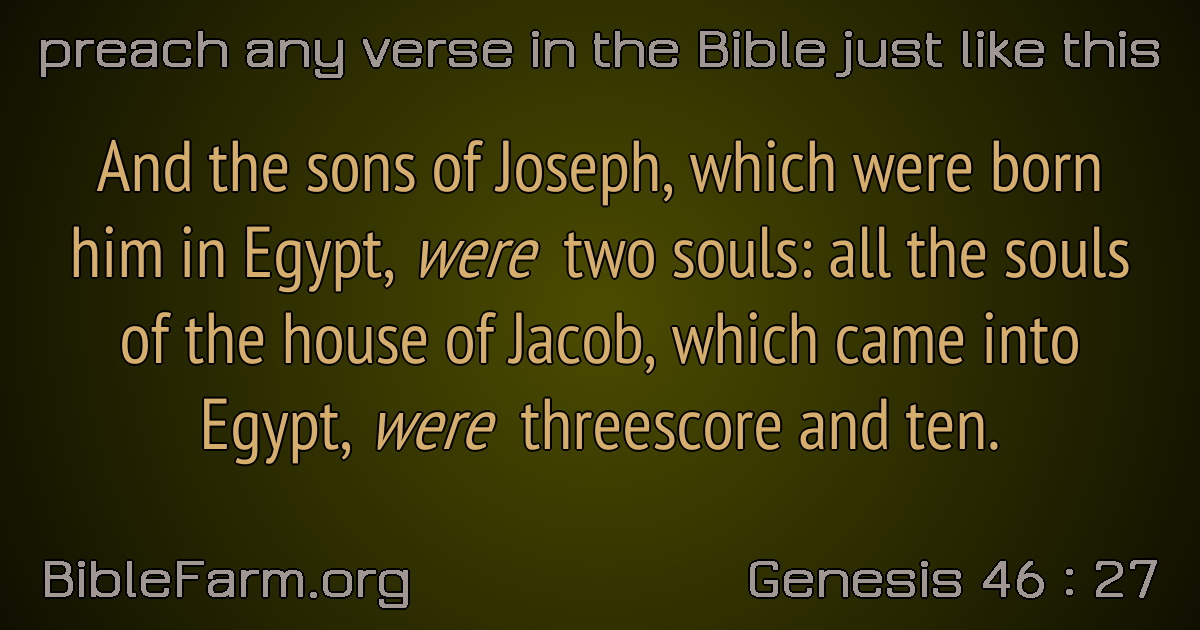 preach any verse in the Bible just like this
And the sons of Joseph, which were born
him in Egypt, were two souls: all the souls
of the house of Jacob, which came into
Egypt, were threescore and ten.
BibleFarm.org
Genesis 46 : 27